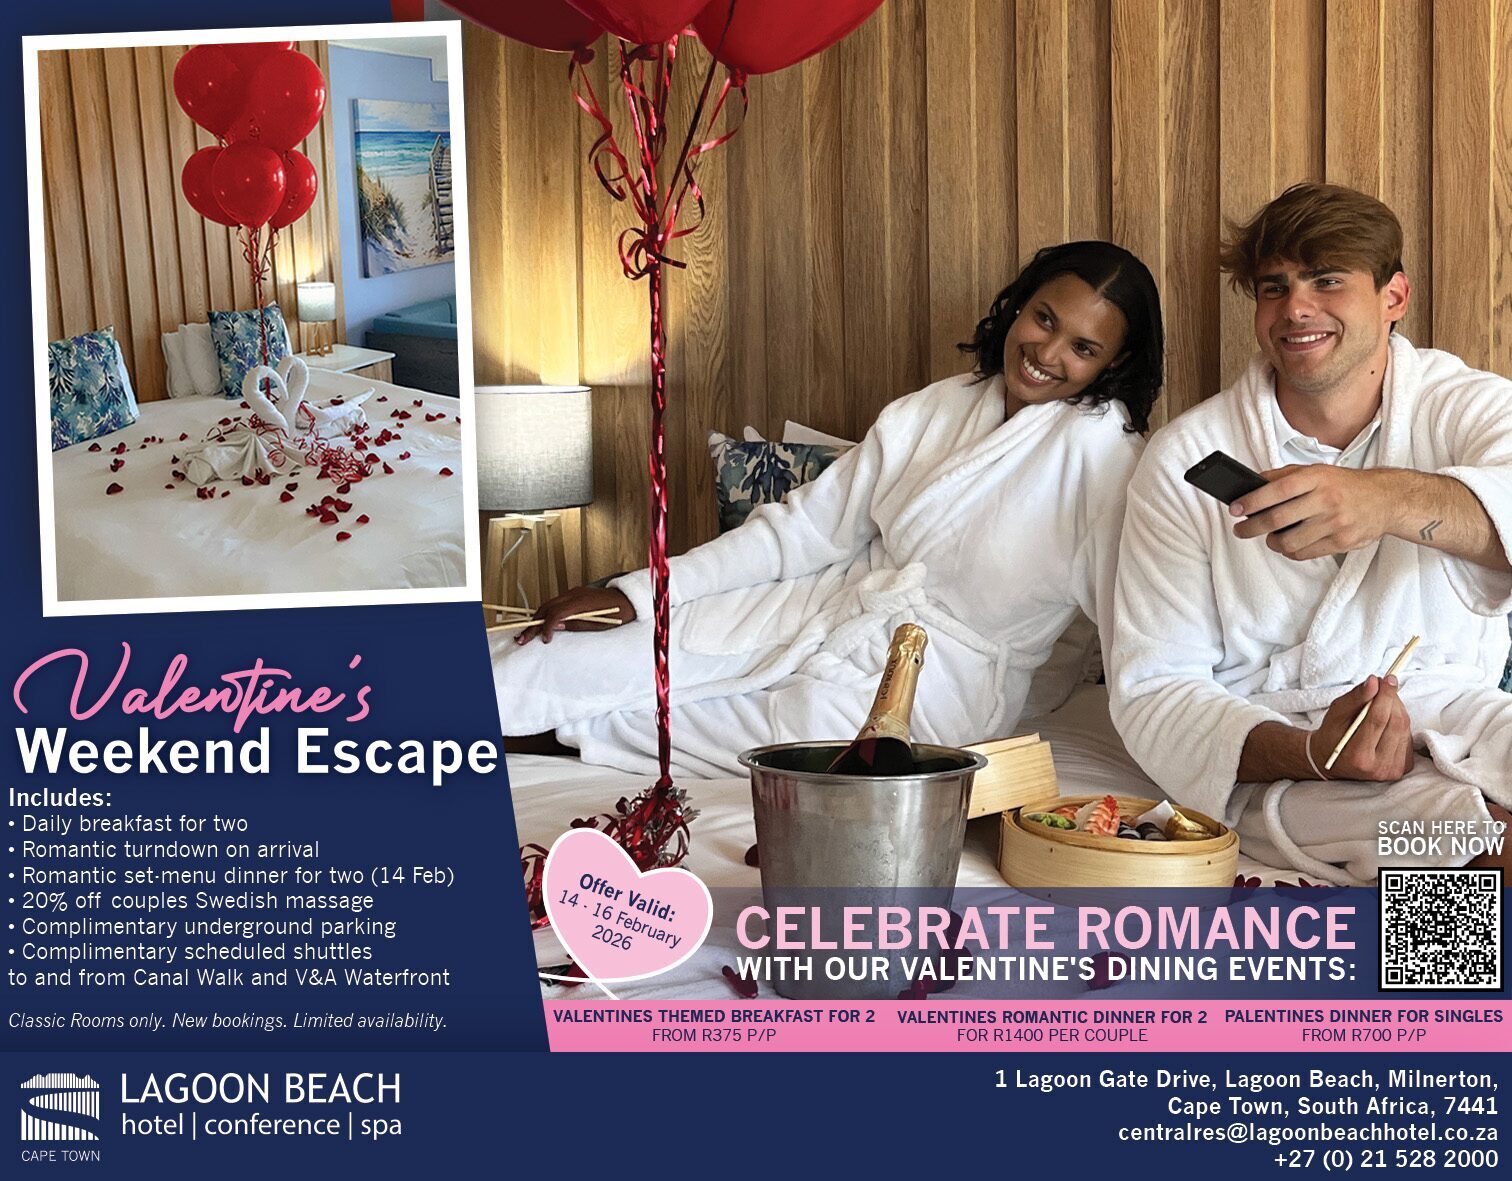 Valentine's
Weekend Escape
Includes:
• Daily breakfast for two
• Romantic turndown on arrival
• Romantic set-menu dinner for two (14 Feb)
• 20% off couples Swedish massage
• Complimentary underground parking
• Complimentary scheduled shuttles
to and from Canal Walk and V&A Waterfront
Classic Rooms only. New bookings. Limited availability.
Offer Valid:
14 - 16 February
2026
SCAN HERE TO
BOOK NOW
CELEBRATE ROMANCE
WITH OUR VALENTINE'S DINING EVENTS:
VALENTINES THEMED BREAKFAST FOR 2
FROM R375 P/P
VALENTINES ROMANTIC DINNER FOR 2
FOR R1400 PER COUPLE
PALENTINES DINNER FOR SINGLES
FROM R700 P/P
LAGOON BEACH
hotel | conference | spa
CAPE TOWN
1 Lagoon Gate Drive, Lagoon Beach, Milnerton,
Cape Town, South Africa, 7441
centralres@lagoonbeachhotel.co.za
+27 (0) 21 528 2000